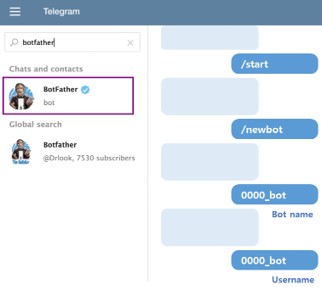 Telegram
botfather
Chats and contacts
BotFather
bot
Global search
Botfather
@Drlook, 7530 subscribers
/start
/newbot
0000_bot
Bot name
0000_bot
Username